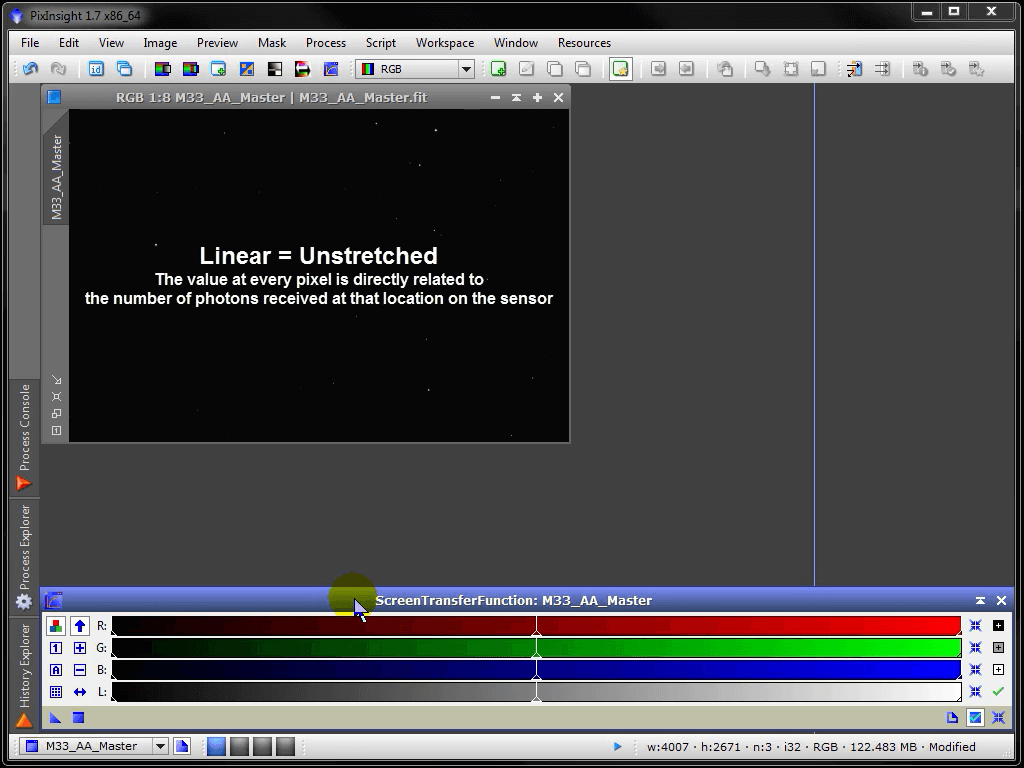 PixInsight 1.7 x86_64
File Edit View Image Preview Mask Process Script Workspace Window Resources
id RGB
RGB 1:8 M33_AA_Master | M33_AA_Master.fit
M33_AA_Master
Linear = Unstretched
The value at every pixel is directly related to
the number of photons received at that location on the sensor
Process Console
Process Explorer
History Explorer
ScreenTransferFunction: M33_AA_Master
R:
1 G:
A B:
L:
M33_AA_Master w:4007 · h:2671 · n:3 · i32 · RGB · 122.483 MB · Modified